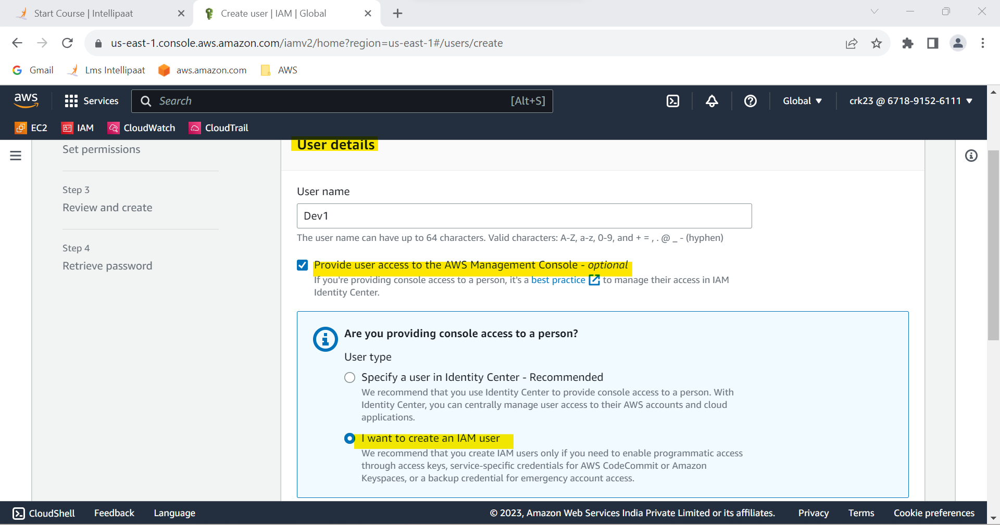 Start Course | Intellipaat
Create user | IAM | Global
us-east-1.console.aws.amazon.com/iamv2/home?region=us-east-1#/users/create
Gmail
Lms Intellipaat
aws.amazon.com
AWS
aws
Services
Search
[Alt+S]
Global
crk23 @ 6718-9152-6111
EC2
IAM
CloudWatch
CloudTrail
Set permissions
Step 3
Review and create
Step 4
Retrieve password
User details
User name
Dev1
The user name can have up to 64 characters. Valid characters: A-Z, a-z, 0-9, and + = , . @ _ - (hyphen)
Provide user access to the AWS Management Console - optional
If you're providing console access to a person, it's a best practice to manage their access in IAM
Identity Center.
Are you providing console access to a person?
User type
Specify a user in Identity Center - Recommended
We recommend that you use Identity Center to provide console access to a person. With
Identity Center, you can centrally manage user access to their AWS accounts and cloud
applications.
I want to create an IAM user
We recommend that you create IAM users only if you need to enable programmatic access
through access keys, service-specific credentials for AWS CodeCommit or Amazon
Keyspaces, or a backup credential for emergency account access.
CloudShell
Feedback
Language
© 2023, Amazon Web Services India Private Limited or its affiliates.
Privacy
Terms
Cookie preferences